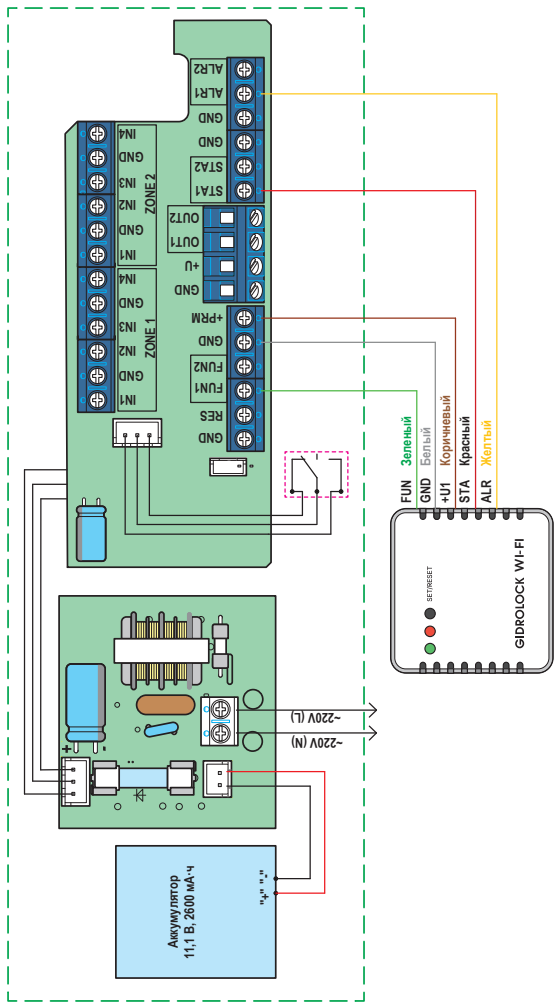 IN4
GND
IN3
IN2
GND
IN1
ZONE 2
IN4
GND
IN3
IN2
GND
IN1
ZONE 1
ALR2
ALR1
GND
GND
STA2
STA1
OUT2
OUT1
+U
GND
+PRM
GND
FUN2
FUN1
RES
GND
FUN Зеленый
GND Белый
+U1 Коричневый
STA Красный
ALR Желтый
SET/RESET
GIDROLOCK WI-FI
+
-
~220V (L)
~220V (N)
Аккумулятор
11,1 В, 2600 мА·ч
"+" "-"